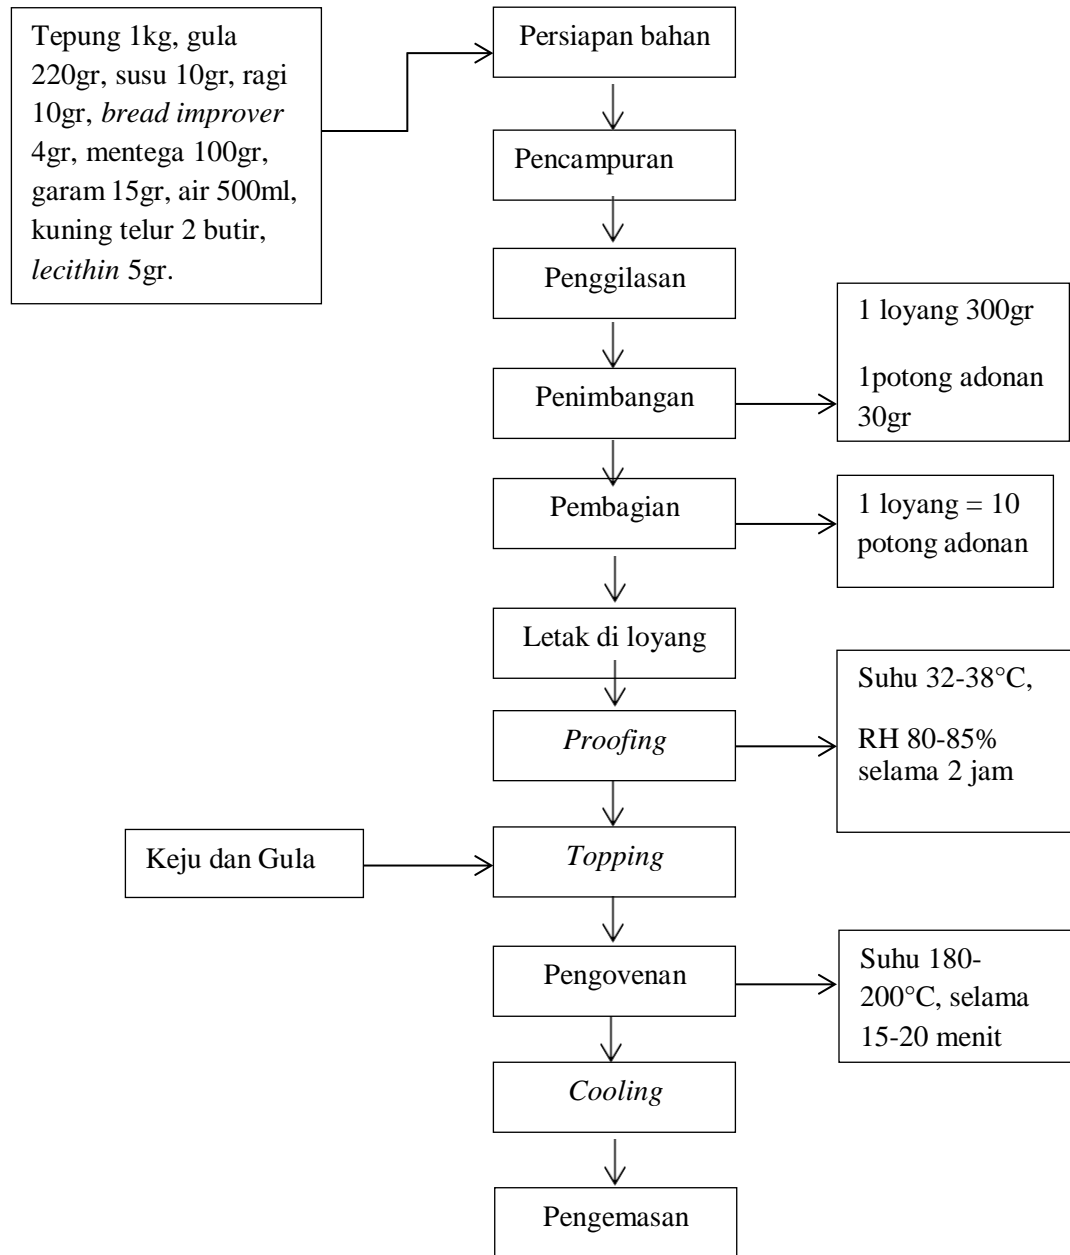 Tepung 1kg, gula
220gr, susu 10gr, ragi
10gr, bread improver
4gr, mentega 100gr,
garam 15gr, air 500ml,
kuning telur 2 butir,
lecithin 5gr.
Persiapan bahan
Pencampuran
Penggilasan
Penimbangan
1 loyang 300gr
1potong adonan
30gr
Pembagian
1 loyang = 10
potong adonan
Letak di loyang
Proofing
Suhu 32-38°C,
RH 80-85%
selama 2 jam
Keju dan Gula
Topping
Pengovenan
Suhu 180-
200°C, selama
15-20 menit
Cooling
Pengemasan